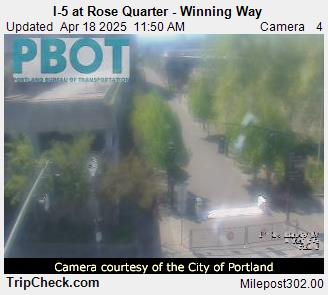 I-5 at Rose Quarter - Winning Way
Updated Apr 18 2025 11:50 AM Camera 4
PBOT
PORTLAND BUREAU OF TRANSPORTATION
Camera courtesy of the City of Portland
TripCheck.com Milepost302.00